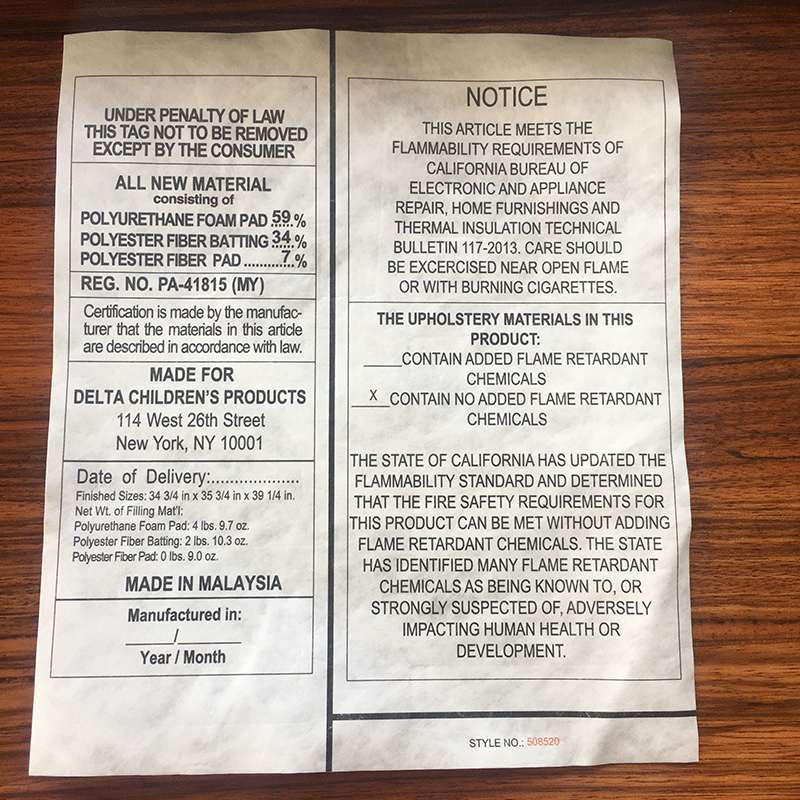 UNDER PENALTY OF LAW
THIS TAG NOT TO BE REMOVED
EXCEPT BY THE CONSUMER
ALL NEW MATERIAL
consisting of
POLYURETHANE FOAM PAD 59.%
POLYESTER FIBER BATTING 34.%
POLYESTER FIBER PAD ..........7.%
REG. NO. PA-41815 (MY)
Certification is made by the manufac-
turer that the materials in this article
are described in accordance with law.
MADE FOR
DELTA CHILDREN'S PRODUCTS
114 West 26th Street
New York, NY 10001
Date of Delivery:...................
Finished Sizes: 34 3/4 in x 35 3/4 in x 39 1/4 in.
Net Wt. of Filling Mat'l:
Polyurethane Foam Pad: 4 lbs. 9.7 oz.
Polyester Fiber Batting: 2 lbs. 10.3 oz.
Polyester Fiber Pad: 0 lbs. 9.0 oz.
MADE IN MALAYSIA
Manufactured in:
______/________
Year / Month
NOTICE
THIS ARTICLE MEETS THE
FLAMMABILITY REQUIREMENTS OF
CALIFORNIA BUREAU OF
ELECTRONIC AND APPLIANCE
REPAIR, HOME FURNISHINGS AND
THERMAL INSULATION TECHNICAL
BULLETIN 117-2013. CARE SHOULD
BE EXCERCISED NEAR OPEN FLAME
OR WITH BURNING CIGARETTES.
THE UPHOLSTERY MATERIALS IN THIS
PRODUCT:
_____CONTAIN ADDED FLAME RETARDANT
CHEMICALS
__X__CONTAIN NO ADDED FLAME RETARDANT
CHEMICALS
THE STATE OF CALIFORNIA HAS UPDATED THE
FLAMMABILITY STANDARD AND DETERMINED
THAT THE FIRE SAFETY REQUIREMENTS FOR
THIS PRODUCT CAN BE MET WITHOUT ADDING
FLAME RETARDANT CHEMICALS. THE STATE
HAS IDENTIFIED MANY FLAME RETARDANT
CHEMICALS AS BEING KNOWN TO, OR
STRONGLY SUSPECTED OF, ADVERSELY
IMPACTING HUMAN HEALTH OR
DEVELOPMENT.
STYLE NO.: 508520